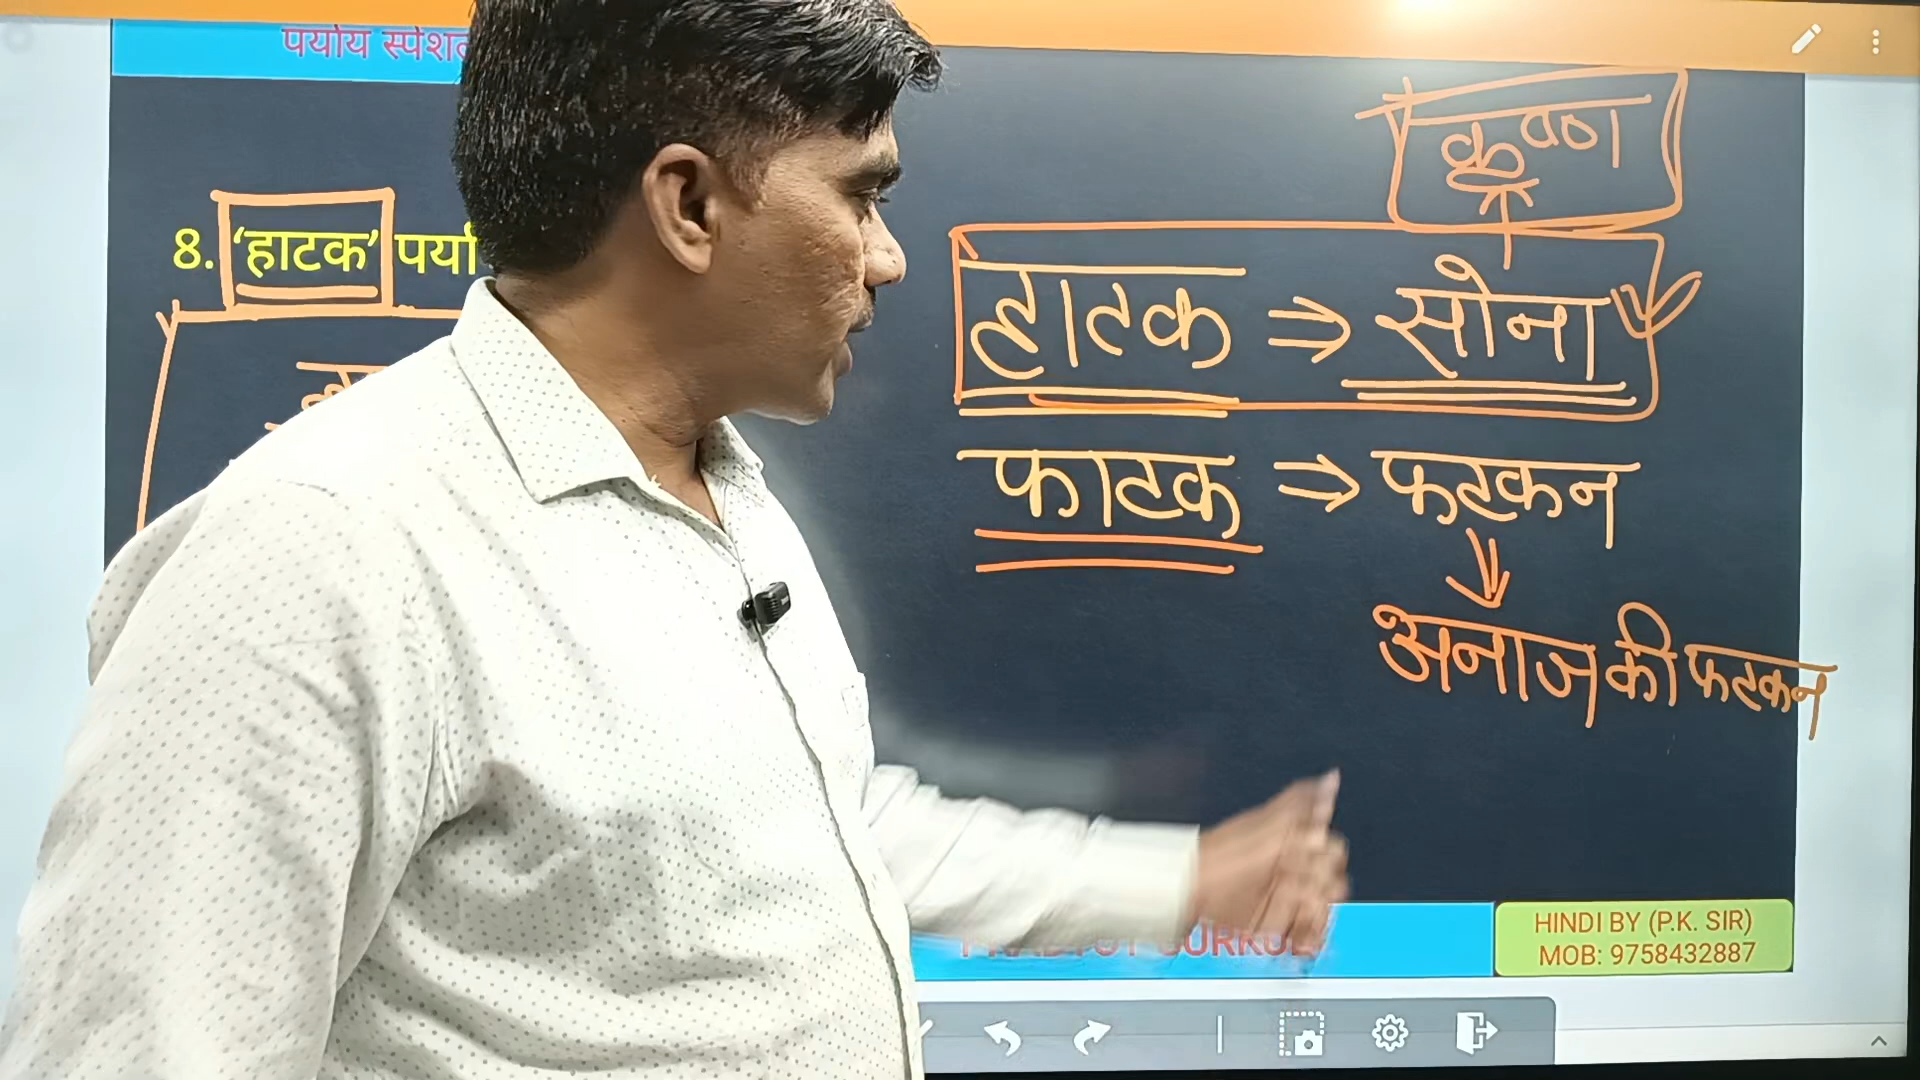 पर्याय स्पेशल
8. ‘हाटक’ पर्या
कृष्ण
हाटक ⇒ सोना
फाटक ⇒ फटकन
अनाज की फटकन
HINDI BY (P.K. SIR)
MOB: 9758432887